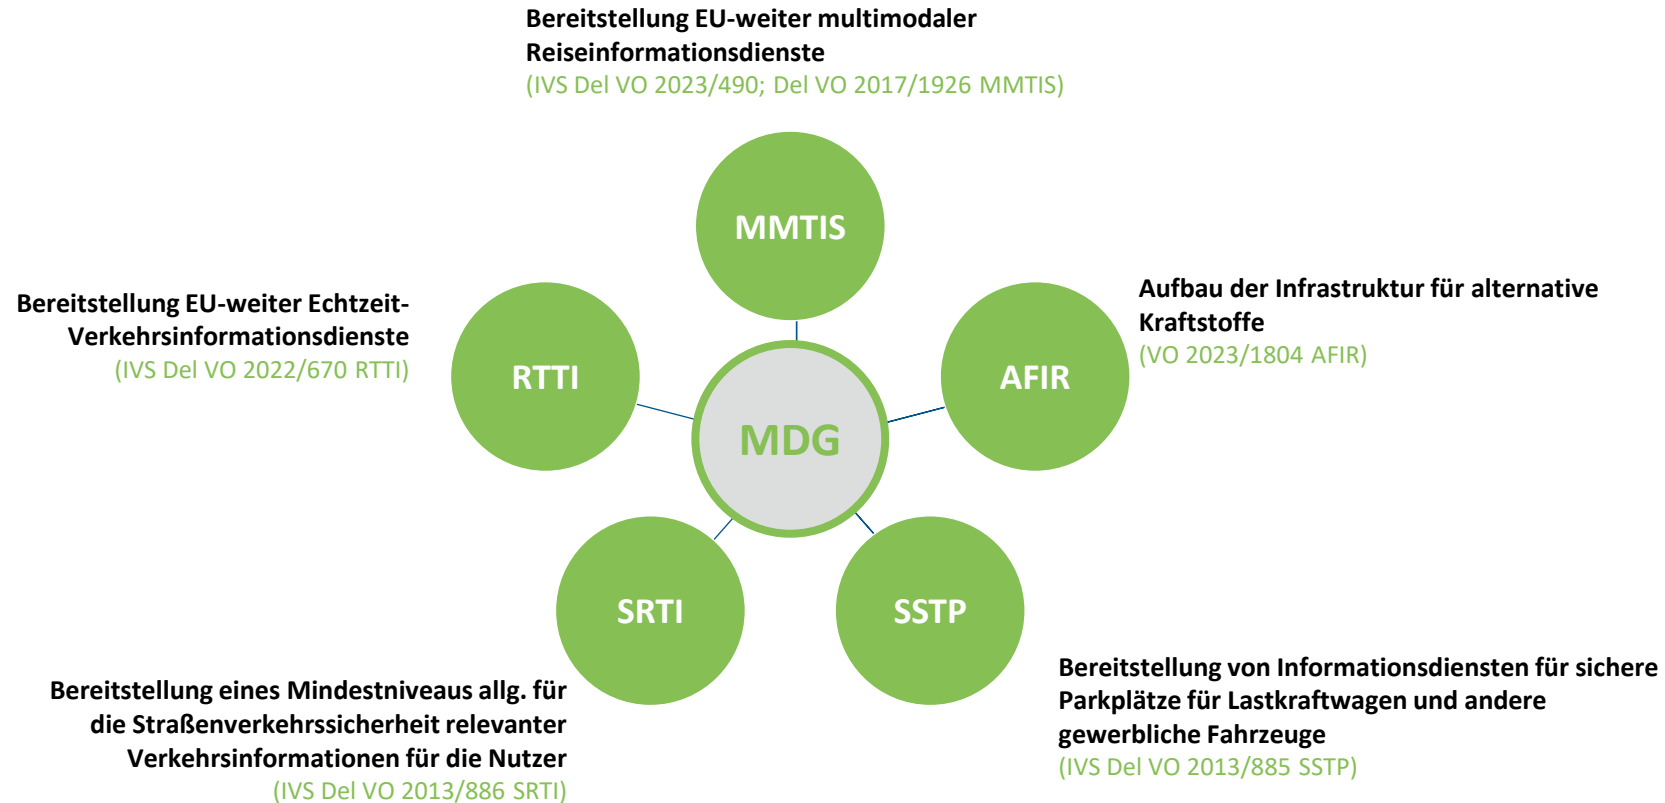 Bereitstellung EU-weiter multimodaler
Reiseinformationsdienste
(IVS Del VO 2023/490; Del VO 2017/1926 MMTIS)
MMTIS
Bereitstellung EU-weiter Echtzeit-
Verkehrsinformationsdienste
(IVS Del VO 2022/670 RTTI)
RTTI
AFIR
Aufbau der Infrastruktur für alternative
Kraftstoffe
(VO 2023/1804 AFIR)
MDG
SRTI
SSTP
Bereitstellung eines Mindestniveaus allg. für
die Straßenverkehrssicherheit relevanter
Verkehrsinformationen für die Nutzer
(IVS Del VO 2013/886 SRTI)
Bereitstellung von Informationsdiensten für sichere
Parkplätze für Lastkraftwagen und andere
gewerbliche Fahrzeuge
(IVS Del VO 2013/885 SSTP)